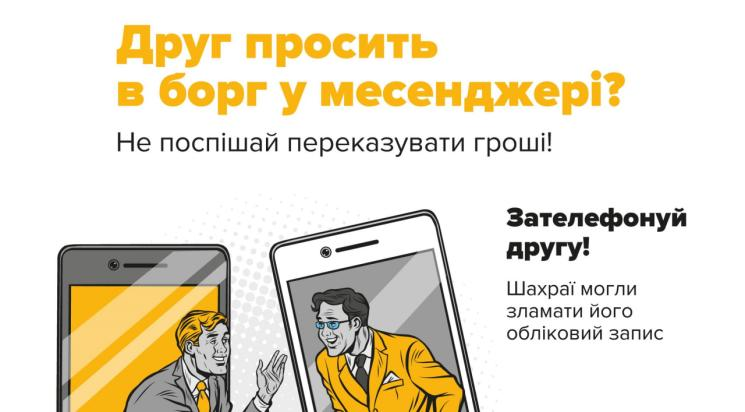 Друг просить
в борг у месенджері?
Не поспішай переказувати гроші!
Зателефонуй
другу!
Шахраї могли
зламати його
обліковий запис